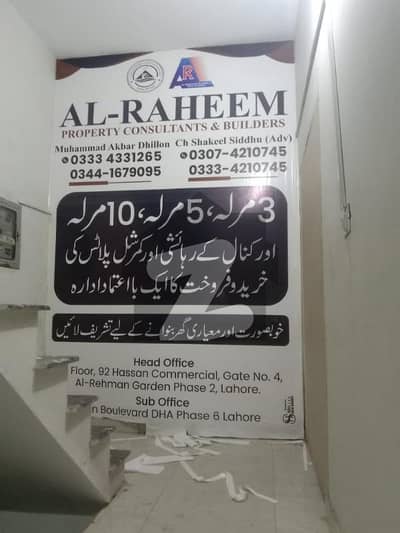 AR
AL-RAHEEM
PROPERTY CONSULTANTS & BUILDERS
Muhammad Akbar Dhillon Ch Shakeel Siddhu (Adv)
0333 4331265 0307-4210745
0344-1679095 0333-4210745
3 مرلہ، 5 مرلہ، 10 مرلہ
اور کنال کے رہائشی اور کمرشل پلاٹس کی
خرید و فروخت کا ایک با اعتماد ادارہ
خوبصورت اور معیاری گھر بنوانے کے لیے تشریف لائیں
Head Office
Floor, 92 Hassan Commercial, Gate No. 4,
Al-Rehman Garden Phase 2, Lahore.
Sub Office
n Boulevard DHA Phase 6 Lahore